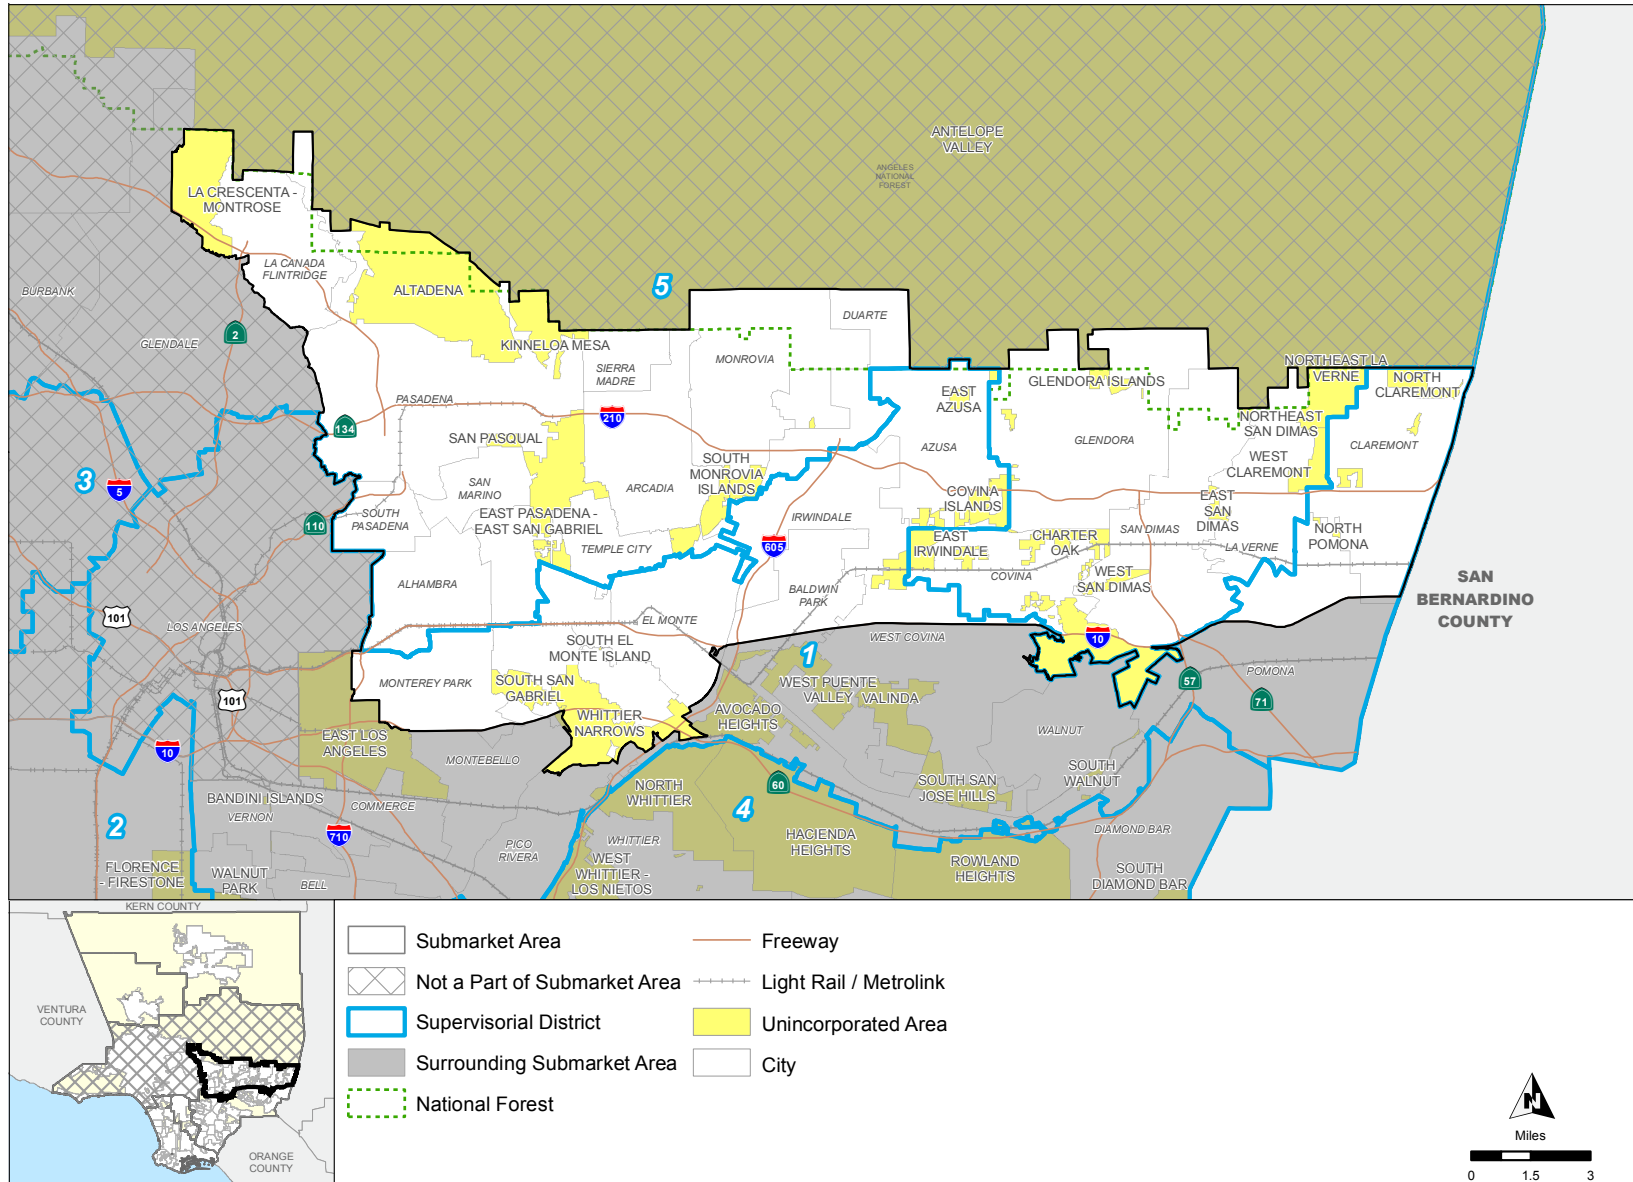 ANTELOPE
VALLEY
ANGELES
NATIONAL
FOREST
LA CRESCENTA -
MONTROSE
LA CANADA
FLINTRIDGE
BURBANK
ALTADENA
5
DUARTE
GLENDALE
2
KINNELOA MESA
MONROVIA
SIERRA
MADRE
NORTHEAST LA
VERNE
NORTH
CLAREMONT
GLENDORA ISLANDS
EAST
AZUSA
PASADENA
134
210
NORTHEAST
SAN DIMAS
SAN PASQUAL
AZUSA
GLENDORA
CLAREMONT
WEST
CLAREMONT
SOUTH
MONROVIA
ISLANDS
3
5
SAN
MARINO
ARCADIA
COVINA
ISLANDS
EAST
SAN
DIMAS
SOUTH
PASADENA
110
EAST PASADENA -
EAST SAN GABRIEL
IRWINDALE
SAN DIMAS
NORTH
POMONA
TEMPLE CITY
605
EAST
IRWINDALE
CHARTER
OAK
LA VERNE
ALHAMBRA
BALDWIN
PARK
COVINA
WEST
SAN DIMAS
SAN
BERNARDINO
COUNTY
101
LOS ANGELES
EL MONTE
WEST COVINA
10
SOUTH EL
MONTE ISLAND
1
MONTEREY PARK
SOUTH SAN
GABRIEL
WEST PUENTE
VALLEY
VALINDA
57
POMONA
71
101
WHITTIER
NARROWS
AVOCADO
HEIGHTS
WALNUT
EAST LOS
ANGELES
10
MONTEBELLO
SOUTH
WALNUT
NORTH
WHITTIER
60
SOUTH SAN
JOSE HILLS
BANDINI ISLANDS
VERNON
COMMERCE
4
2
710
PICO
RIVERA
WHITTIER
HACIENDA
HEIGHTS
DIAMOND BAR
FLORENCE
- FIRESTONE
WALNUT
PARK
BELL
WEST
WHITTIER -
LOS NIETOS
ROWLAND
HEIGHTS
SOUTH
DIAMOND BAR
KERN COUNTY
VENTURA
COUNTY
ORANGE
COUNTY
Submarket Area
Not a Part of Submarket Area
Supervisorial District
Surrounding Submarket Area
National Forest
Freeway
Light Rail / Metrolink
Unincorporated Area
City
N
Miles
0 1.5 3